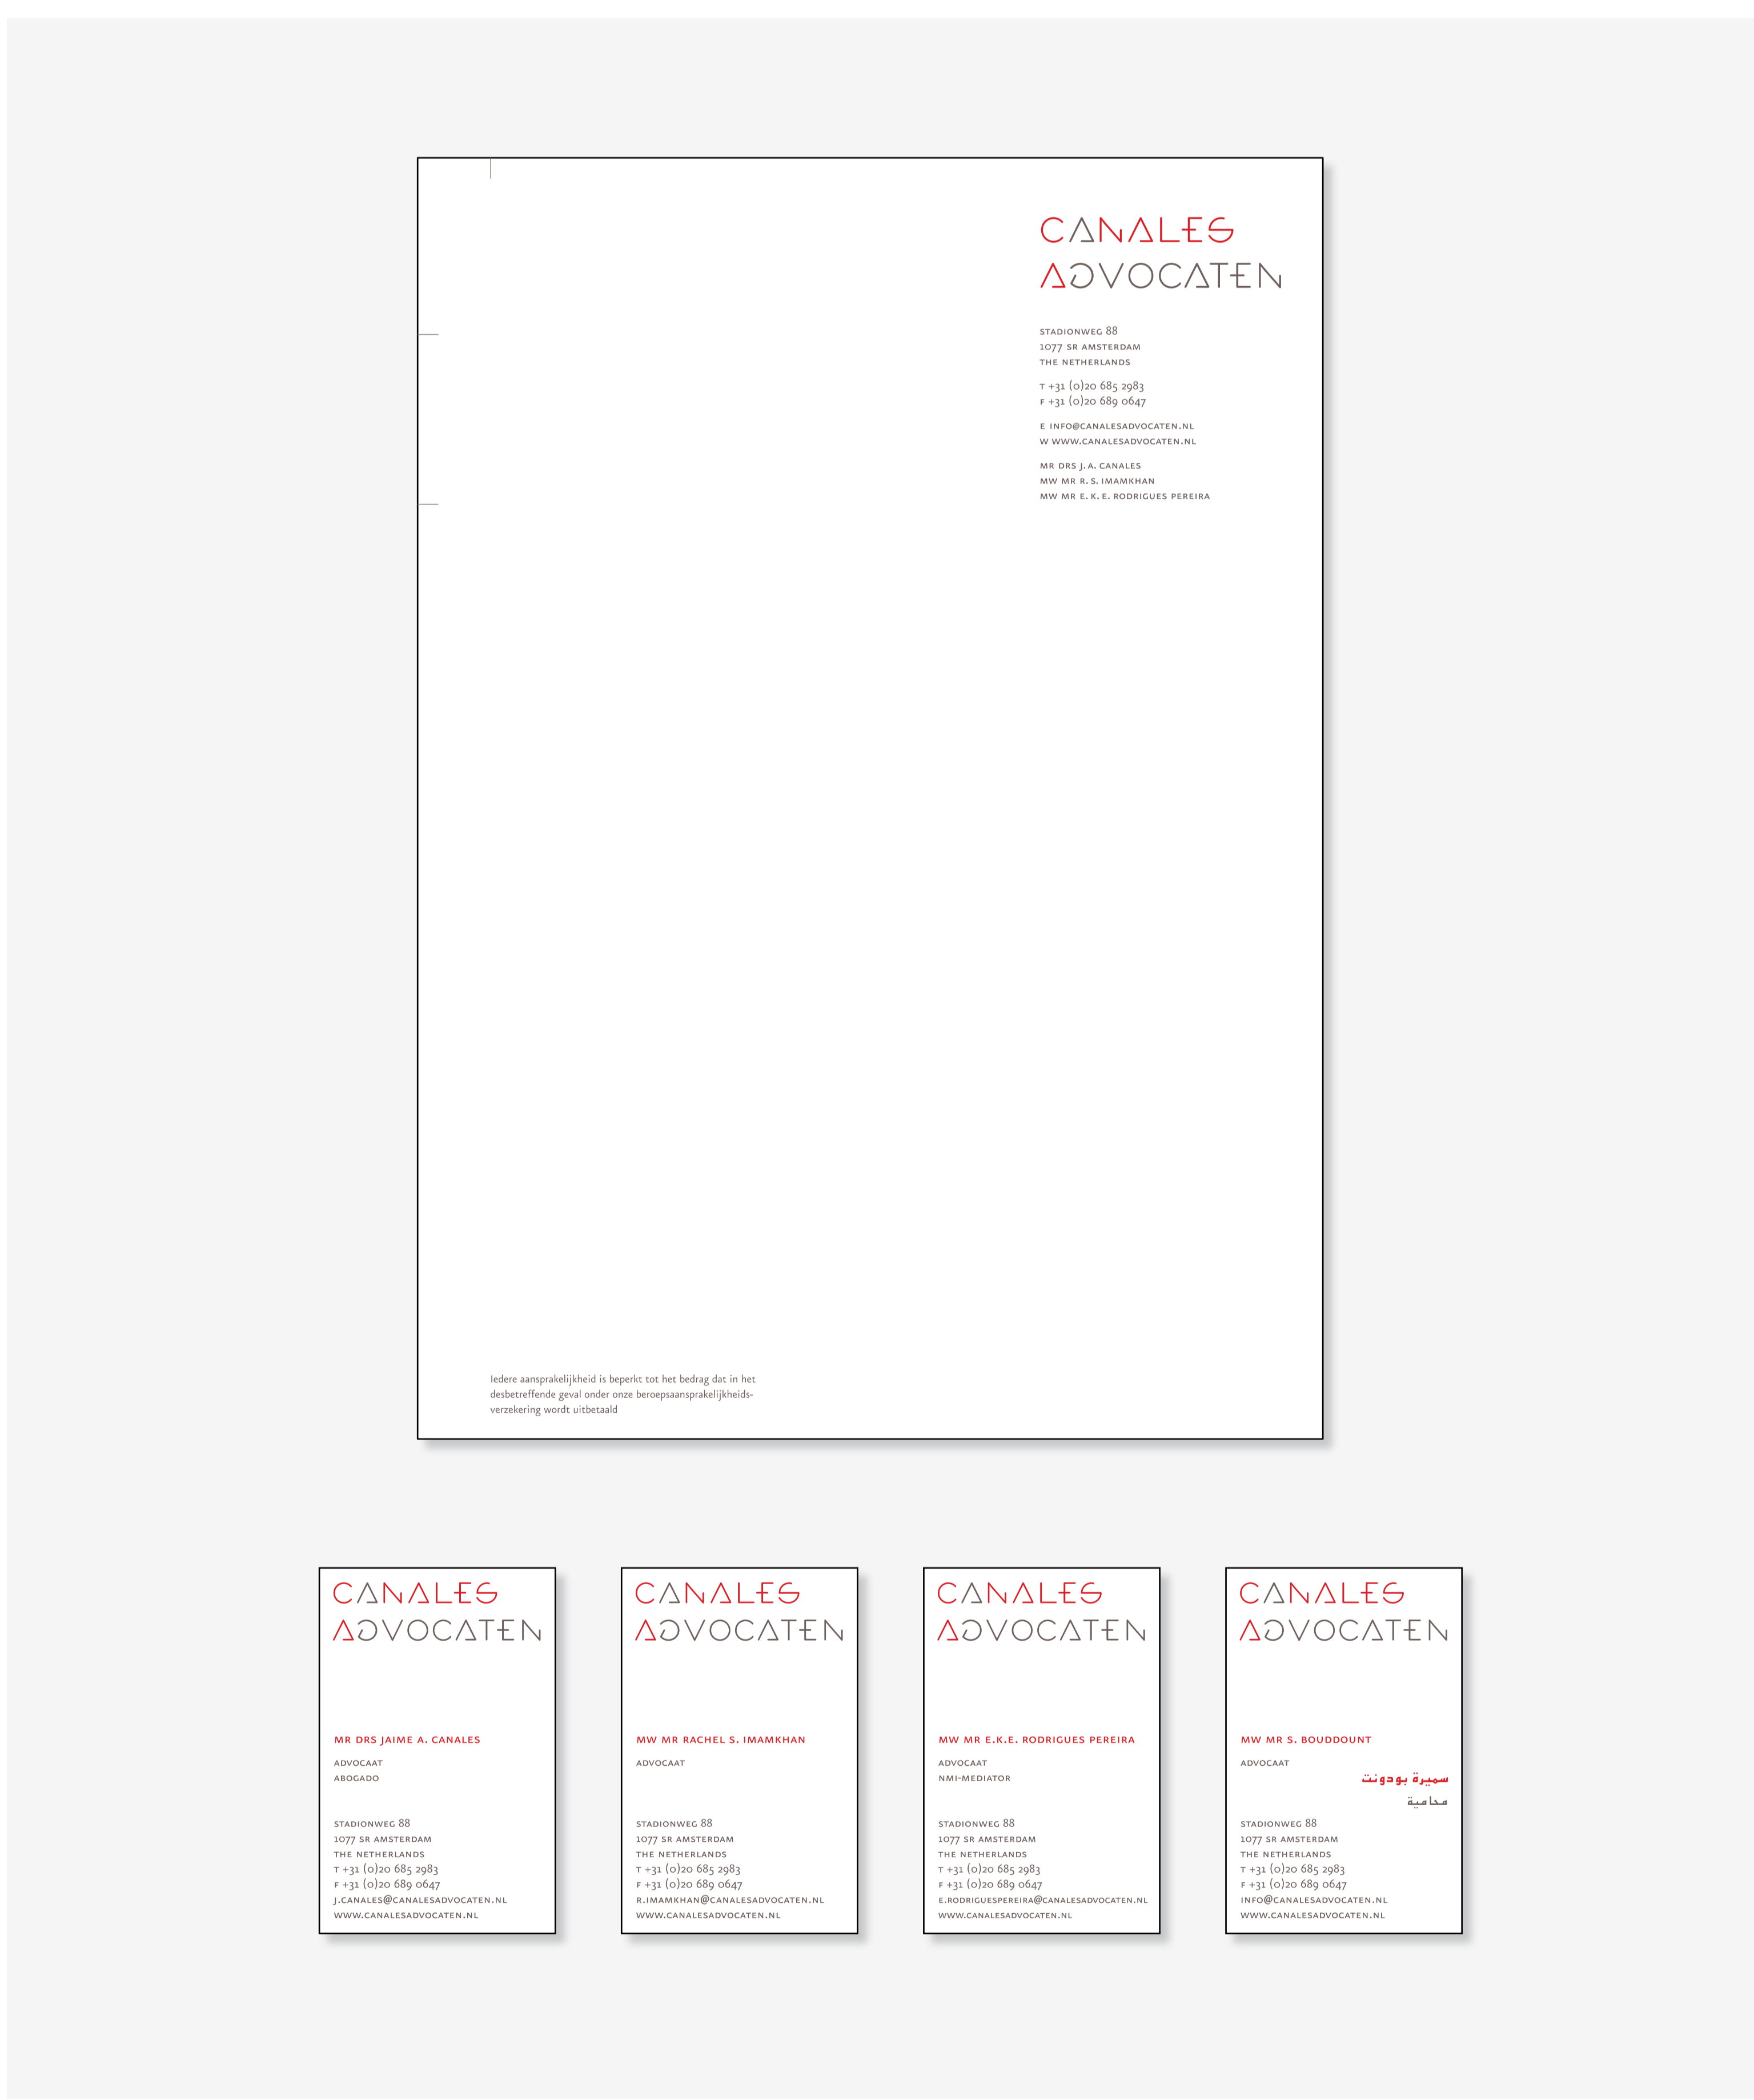 CANALES
ADVOCATEN
STADIONWEG 88
1077 SR AMSTERDAM
THE NETHERLANDS
T +31 (0)20 685 2983
F +31 (0)20 689 0647
E INFO@CANALESADVOCATEN.NL
W WWW.CANALESADVOCATEN.NL
MR DRS J.A. CANALES
MW MR R.S. IMAMKHAN
MW MR E.K.E. RODRIGUES PEREIRA
Iedere aansprakelijkheid is beperkt tot het bedrag dat in het
desbetreffende geval onder onze beroepsaansprakelijkheids-
verzekering wordt uitbetaald
CANALES
ADVOCATEN
MR DRS JAIME A. CANALES
ADVOCAAT
ABOGADO
STADIONWEG 88
1077 SR AMSTERDAM
THE NETHERLANDS
T +31 (0)20 685 2983
F +31 (0)20 689 0647
J.CANALES@CANALESADVOCATEN.NL
WWW.CANALESADVOCATEN.NL
CANALES
ADVOCATEN
MW MR RACHEL S. IMAMKHAN
ADVOCAAT
STADIONWEG 88
1077 SR AMSTERDAM
THE NETHERLANDS
T +31 (0)20 685 2983
F +31 (0)20 689 0647
R.IMAMKHAN@CANALESADVOCATEN.NL
WWW.CANALESADVOCATEN.NL
CANALES
ADVOCATEN
MW MR E.K.E. RODRIGUES PEREIRA
ADVOCAAT
NMI-MEDIATOR
STADIONWEG 88
1077 SR AMSTERDAM
THE NETHERLANDS
T +31 (0)20 685 2983
F +31 (0)20 689 0647
E.RODRIGUESPEREIRA@CANALESADVOCATEN.NL
WWW.CANALESADVOCATEN.NL
CANALES
ADVOCATEN
MW MR S. BOUDDOUNT
ADVOCAAT
سميرة بودونت
محامية
STADIONWEG 88
1077 SR AMSTERDAM
THE NETHERLANDS
T +31 (0)20 685 2983
F +31 (0)20 689 0647
INFO@CANALESADVOCATEN.NL
WWW.CANALESADVOCATEN.NL